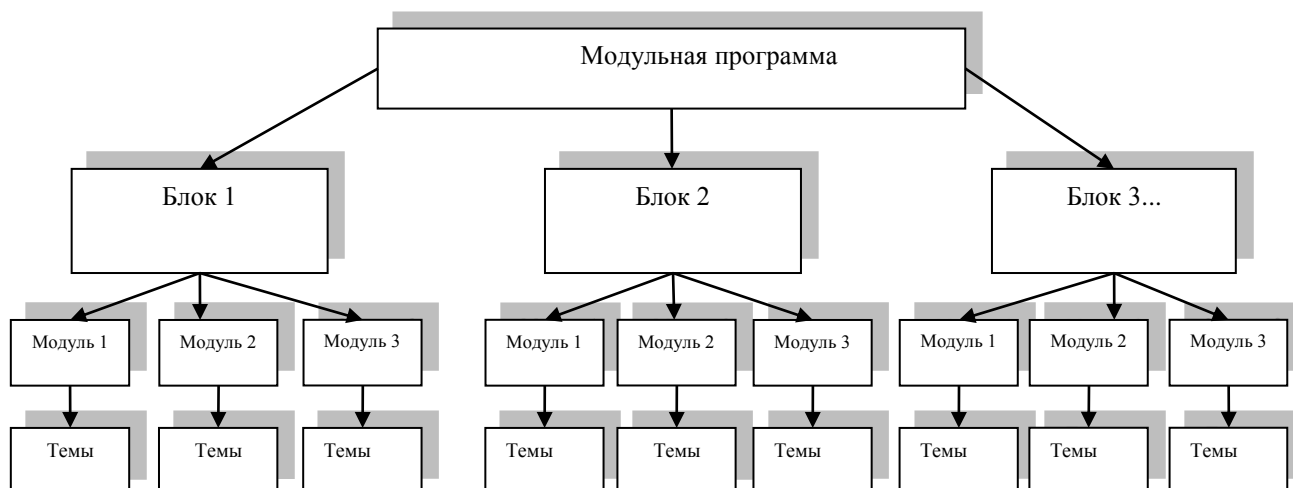 Модульная программа
Блок 1
Блок 2
Блок 3...
Модуль 1
Модуль 2
Модуль 3
Модуль 1
Модуль 2
Модуль 3
Модуль 1
Модуль 2
Модуль 3
Темы
Темы
Темы
Темы
Темы
Темы
Темы
Темы
Темы